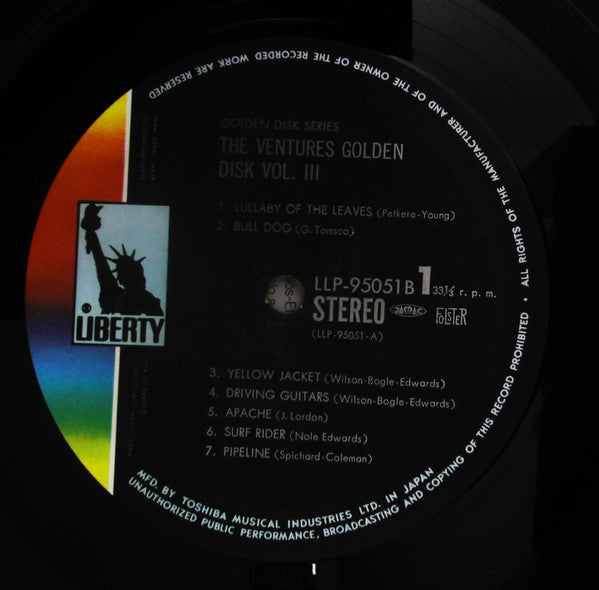 ALL RIGHTS OF THE MANUFACTURER AND OF THE OWNER OF THE RECORDED WORK ARE RESERVED
GOLDEN DISK SERIES
THE VENTURES GOLDEN
DISK VOL. III
1. LULLABY OF THE LEAVES (Petkere-Young)
2. BULL DOG (G. Tomsco)
LLP-95051B 1 33⅓ r. p. m.
STEREO
(LLP-95051-A)
LIBERTY
3. YELLOW JACKET (Wilson-Bogle-Edwards)
4. DRIVING GUITARS (Wilson-Bogle-Edwards)
5. APACHE (J. Lordan)
6. SURF RIDER (Nole Edwards)
7. PIPELINE (Spichard-Coleman)
MFD. BY TOSHIBA MUSICAL INDUSTRIES LTD. IN JAPAN
UNAUTHORIZED PUBLIC PERFORMANCE, BROADCASTING AND COPYING OF THIS RECORD PROHIBITED